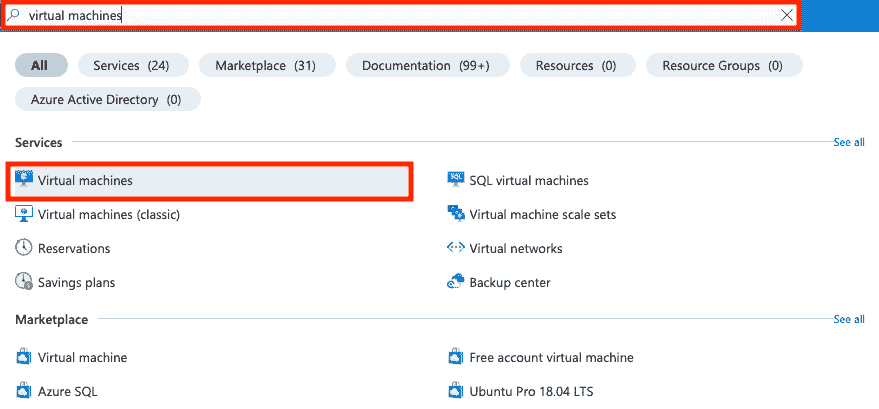 virtual machines
All Services (24) Marketplace (31) Documentation (99+) Resources (0) Resource Groups (0)
Azure Active Directory (0)
Services See all
Virtual machines SQL virtual machines
Virtual machines (classic) Virtual machine scale sets
Reservations Virtual networks
Savings plans Backup center
Marketplace See all
Virtual machine Free account virtual machine
Azure SQL Ubuntu Pro 18.04 LTS